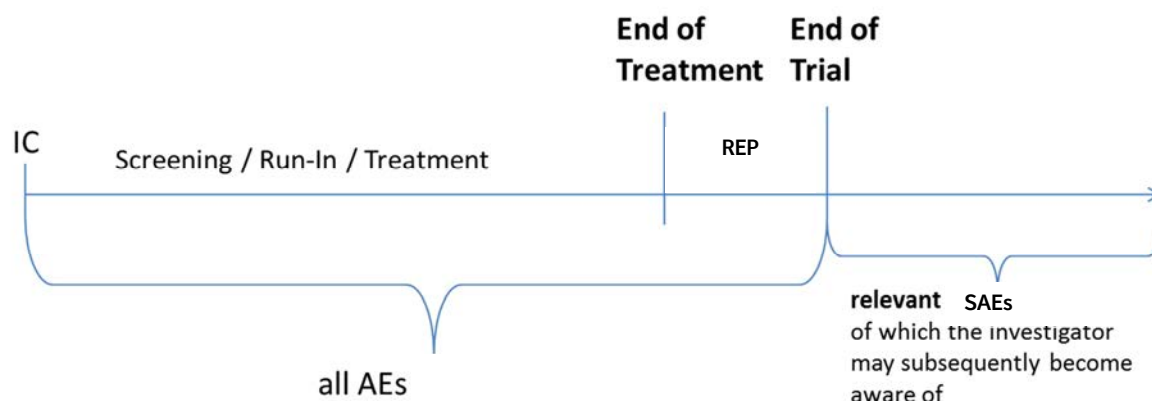 End of
Treatment
End of
Trial
IC
Screening / Run-In / Treatment
REP
relevant SAEs
of which the investigator
may subsequently become
aware of
all AEs